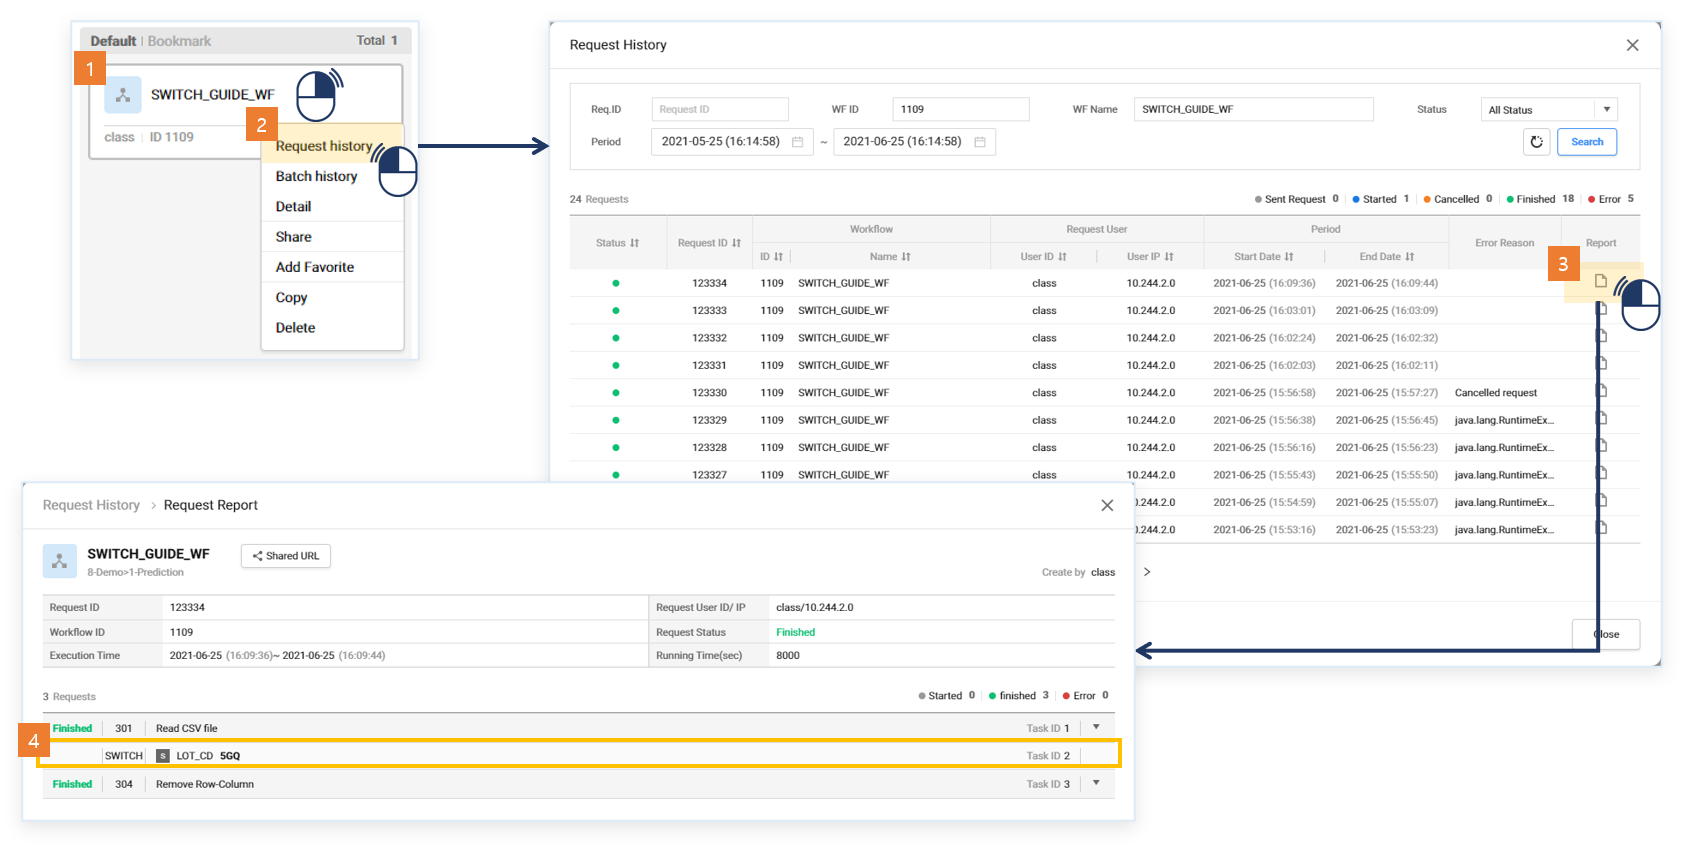 Default | Bookmark Total 1
1
SWITCH_GUIDE_WF
class ID 1109
2
Request history
Batch history
Detail
Share
Add Favorite
Copy
Delete
Request History
Req.ID Request ID WF ID 1109 WF Name SWITCH_GUIDE_WF Status All Status
Period 2021-05-25 (16:14:58) ~ 2021-06-25 (16:14:58) Search
24 Requests Sent Request 0 Started 1 Cancelled 0 Finished 18 Error 5
Workflow Request User Period
Status Request ID Error Reason Report
ID Name User ID User IP Start Date End Date
3
123334 1109 SWITCH_GUIDE_WF class 10.244.2.0 2021-06-25 (16:09:36) 2021-06-25 (16:09:44)
123333 1109 SWITCH_GUIDE_WF class 10.244.2.0 2021-06-25 (16:03:01) 2021-06-25 (16:03:09)
123332 1109 SWITCH_GUIDE_WF class 10.244.2.0 2021-06-25 (16:02:24) 2021-06-25 (16:02:32)
123331 1109 SWITCH_GUIDE_WF class 10.244.2.0 2021-06-25 (16:02:03) 2021-06-25 (16:02:11)
123330 1109 SWITCH_GUIDE_WF class 10.244.2.0 2021-06-25 (15:56:58) 2021-06-25 (15:57:27) Cancelled request
123329 1109 SWITCH_GUIDE_WF class 10.244.2.0 2021-06-25 (15:56:38) 2021-06-25 (15:56:45) java.lang.RuntimeEx...
123328 1109 SWITCH_GUIDE_WF class 10.244.2.0 2021-06-25 (15:56:16) 2021-06-25 (15:56:23) java.lang.RuntimeEx...
123327 1109 SWITCH_GUIDE_WF class 10.244.2.0 2021-06-25 (15:55:43) 2021-06-25 (15:55:50) java.lang.RuntimeEx...
.244.2.0 2021-06-25 (15:54:59) 2021-06-25 (15:55:07) java.lang.RuntimeEx...
.244.2.0 2021-06-25 (15:53:16) 2021-06-25 (15:53:23) java.lang.RuntimeEx...
>
Close
Request History > Request Report
SWITCH_GUIDE_WF Shared URL
8-Demo>1-Prediction Create by class
Request ID 123334 Request User ID/ IP class/10.244.2.0
Workflow ID 1109 Request Status Finished
Execution Time 2021-06-25 (16:09:36)~ 2021-06-25 (16:09:44) Running Time(sec) 8000
3 Requests Started 0 finished 3 Error 0
Finished 301 Read CSV file Task ID 1
4
SWITCH S LOT_CD 5GQ Task ID 2
Finished 304 Remove Row-Column Task ID 3